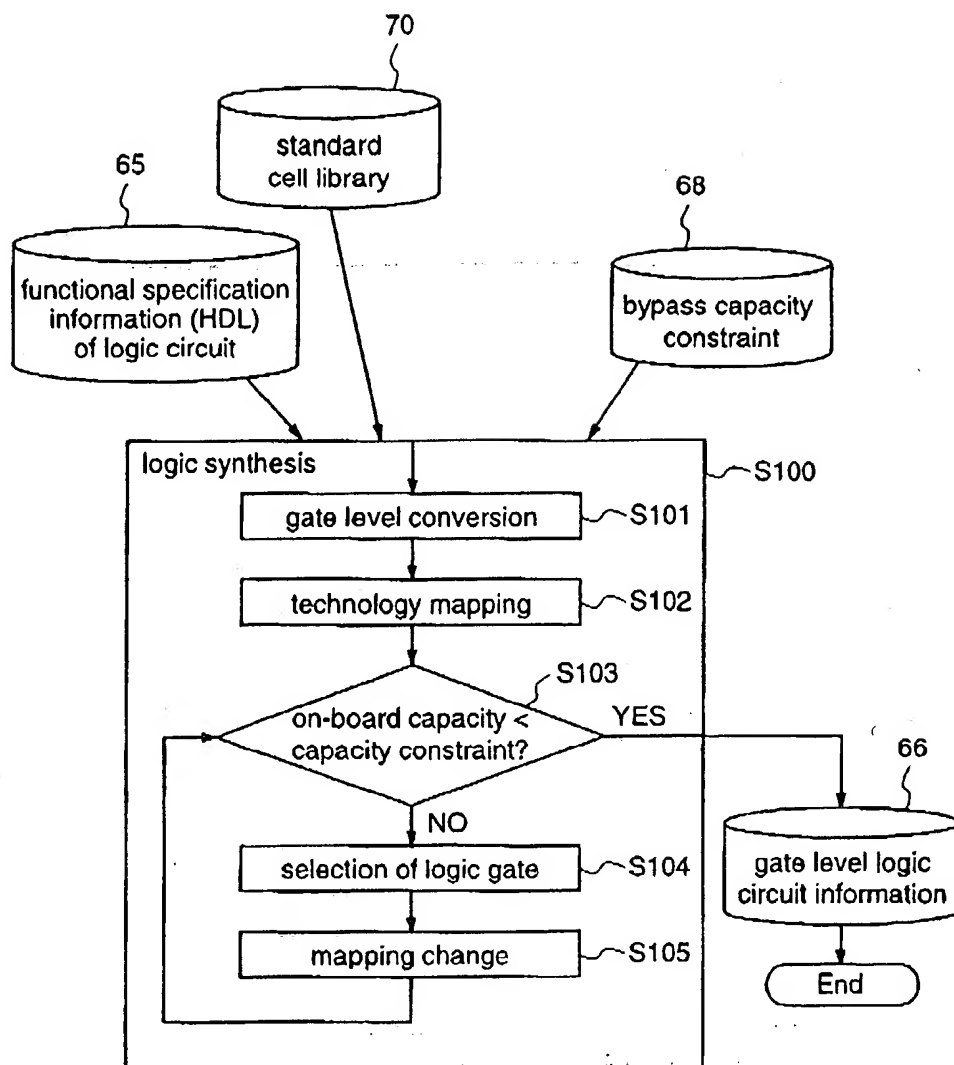 70
standard
cell library
65
functional specification
information (HDL)
of logic circuit
68
bypass capacity
constraint
logic synthesis
S100
gate level conversion
S101
technology mapping
S102
S103
on-board capacity <
capacity constraint?
YES
NO
66
gate level logic
circuit information
selection of logic gate
S104
mapping change
S105
End